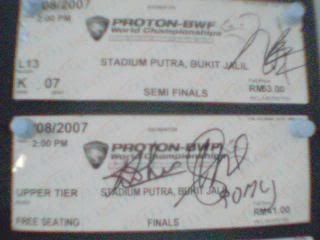 08/2007
2:00 PM
PROTON-BWF
World Championships
L13
STADIUM PUTRA, BUKIT JALIL
K 07
SEMI FINALS
RM63.00
08/2007
2:00 PM
PROTON-BWF
World Championships
UPPER TIER
STADIUM PUTRA, BUKIT JALIL
FREE SEATING
FINALS
RM41.00